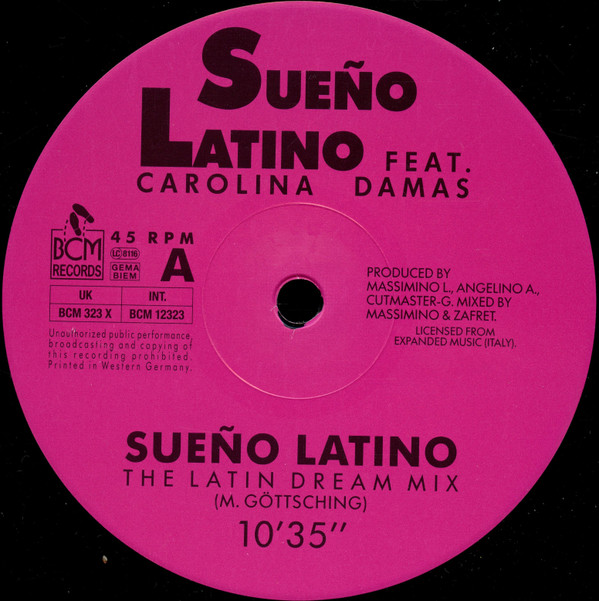 SUEÑO
LATINO FEAT.
CAROLINA DAMAS
BCM
RECORDS
45 RPM
LC 8116
GEMA
BIEM
A
UK INT.
BCM 323 X BCM 12323
Unauthorized public performance,
broadcasting and copying of
this recording prohibited.
Printed in Western Germany.
PRODUCED BY
MASSIMINO L., ANGELINO A.,
CUTMASTER-G. MIXED BY
MASSIMINO & ZAFRET.
LICENSED FROM
EXPANDED MUSIC (ITALY).
SUEÑO LATINO
THE LATIN DREAM MIX
(M. GÖTTSCHING)
10'35''